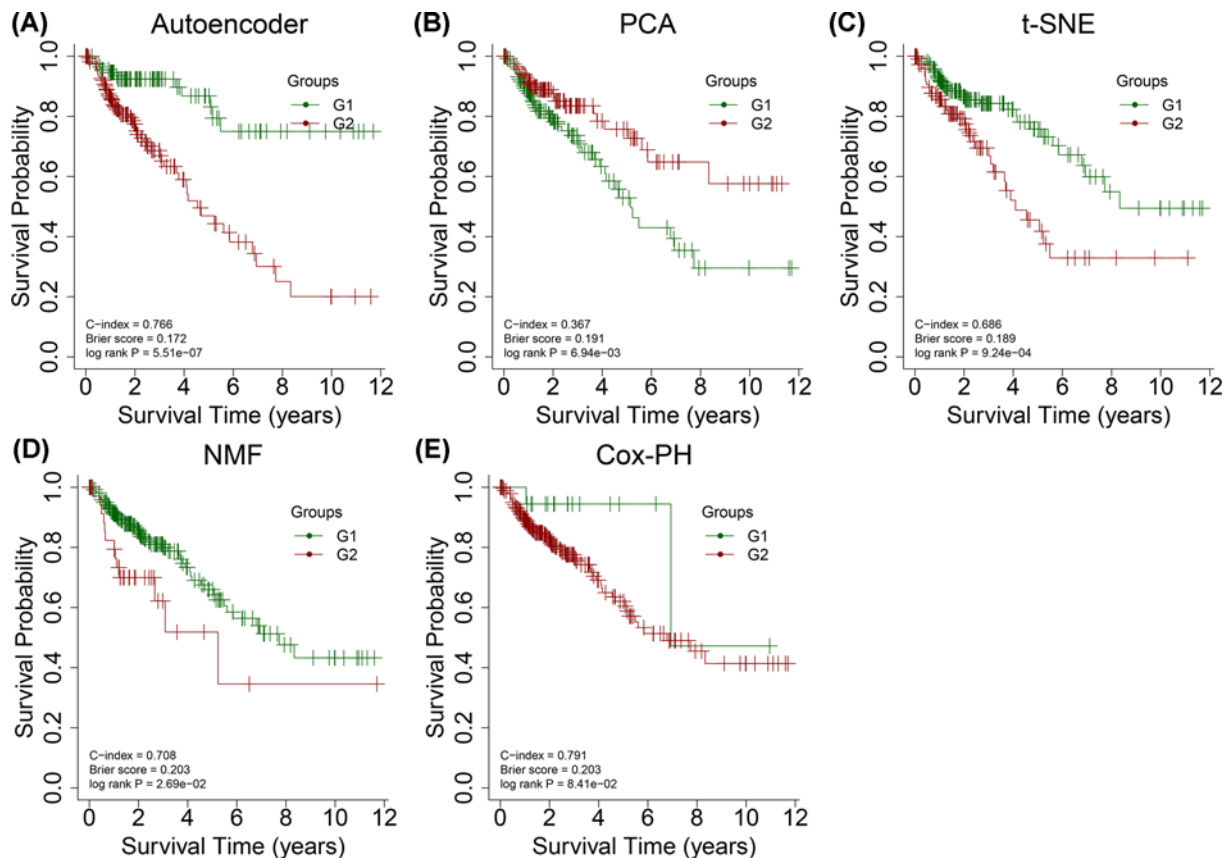 (A) Autoencoder
Survival Probability
0.0 0.2 0.4 0.6 0.8 1.0
Groups
G1
G2
C−index = 0.766
Brier score = 0.172
log rank P = 5.51e−07
0 2 4 6 8 10 12
Survival Time (years)
(B) PCA
Survival Probability
0.0 0.2 0.4 0.6 0.8 1.0
Groups
G1
G2
C−index = 0.367
Brier score = 0.191
log rank P = 6.94e−03
0 2 4 6 8 10 12
Survival Time (years)
(C) t-SNE
Survival Probability
0.0 0.2 0.4 0.6 0.8 1.0
Groups
G1
G2
C−index = 0.686
Brier score = 0.189
log rank P = 9.24e−04
0 2 4 6 8 10 12
Survival Time (years)
(D) NMF
Survival Probability
0.0 0.2 0.4 0.6 0.8 1.0
Groups
G1
G2
C−index = 0.708
Brier score = 0.203
log rank P = 2.69e−02
0 2 4 6 8 10 12
Survival Time (years)
(E) Cox-PH
Survival Probability
0.0 0.2 0.4 0.6 0.8 1.0
Groups
G1
G2
C−index = 0.791
Brier score = 0.203
log rank P = 8.41e−02
0 2 4 6 8 10 12
Survival Time (years)